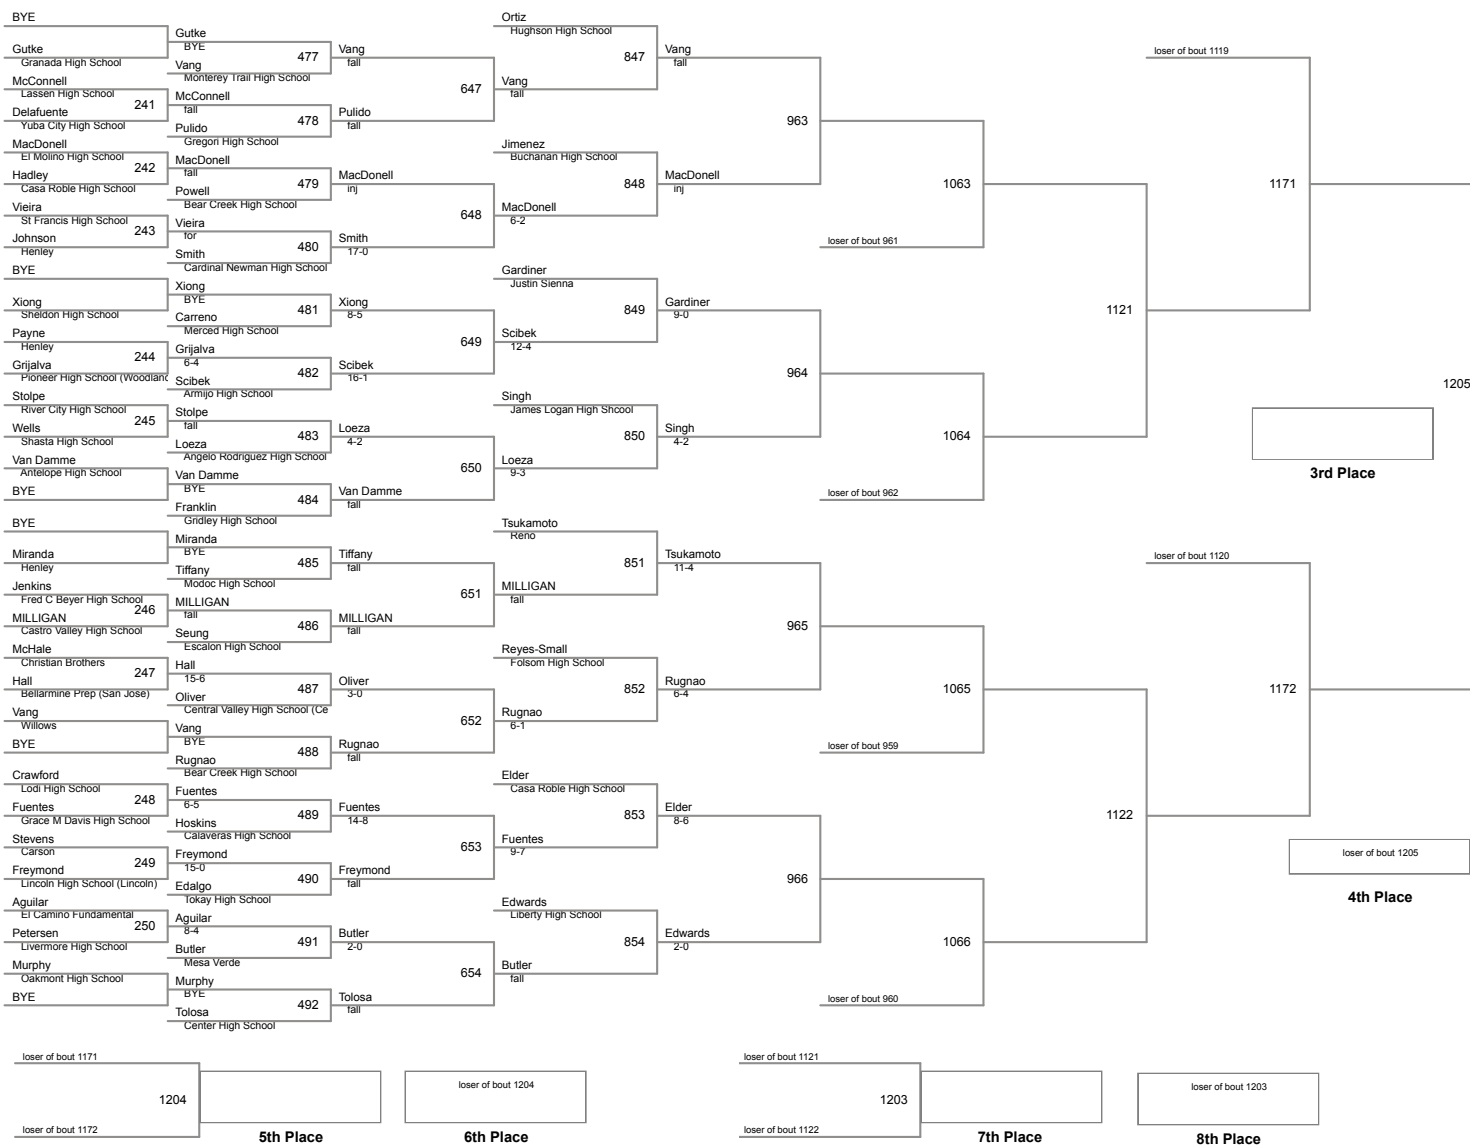 BYE
Gutke
Granada High School
McConnell
Lassen High School
241
Delafuente
Yuba City High School
MacDonell
El Molino High School
242
Hadley
Casa Roble High School
Vieira
St Francis High School
243
Johnson
Henley
BYE
Xiong
Sheldon High School
Payne
Henley
244
Grijalva
Pioneer High School (Woodland
Stolpe
River City High School
245
Wells
Shasta High School
Van Damme
Antelope High School
BYE
BYE
Miranda
Henley
Jenkins
Fred C Beyer High School
246
MILLIGAN
Castro Valley High School
McHale
Christian Brothers
247
Hall
Bellarmine Prep (San Jose)
Vang
Willows
BYE
Crawford
Lodi High School
248
Fuentes
Grace M Davis High School
Stevens
Carson
249
Freymond
Lincoln High School (Lincoln)
Aguilar
El Camino Fundamental
250
Petersen
Livermore High School
Murphy
Oakmont High School
BYE
Gutke
BYE
477
Vang
Monterey Trail High School
McConnell
fall
478
Pulido
Gregori High School
MacDonell
fall
479
Powell
Bear Creek High School
Vieira
for
480
Smith
Cardinal Newman High School
Xiong
BYE
481
Carreno
Merced High School
Grijalva
6-4
482
Scibek
Armijo High School
Stolpe
fall
483
Loeza
Angelo Rodriguez High School
Van Damme
BYE
484
Franklin
Gridley High School
Miranda
BYE
485
Tiffany
Modoc High School
MILLIGAN
fall
486
Seung
Escalon High School
Hall
15-6
487
Oliver
Central Valley High School (Ce
Vang
BYE
488
Rugnao
Bear Creek High School
Fuentes
6-5
489
Hoskins
Calaveras High School
Freymond
15-0
490
Edalgo
Tokay High School
Aguilar
8-4
491
Butler
Mesa Verde
Murphy
BYE
492
Tolosa
Center High School
Vang
fall
647
Pulido
fall
MacDonell
inj
648
Smith
17-0
Xiong
8-5
649
Scibek
16-1
Loeza
4-2
650
Van Damme
fall
Tiffany
fall
651
MILLIGAN
fall
Oliver
3-0
652
Rugnao
fall
Fuentes
14-8
653
Freymond
fall
Butler
2-0
654
Tolosa
fall
Ortiz
Hughson High School
847
Vang
fall
Jimenez
Buchanan High School
848
MacDonell
6-2
Gardiner
Justin Sienna
849
Scibek
12-4
Singh
James Logan High Shcool
850
Loeza
9-3
Tsukamoto
Reno
851
MILLIGAN
fall
Reyes-Small
Folsom High School
852
Rugnao
6-1
Elder
Casa Roble High School
853
Fuentes
9-7
Edwards
Liberty High School
854
Butler
fall
Vang
fall
963
MacDonell
inj
Gardiner
9-0
964
Singh
4-2
Tsukamoto
11-4
965
Rugnao
6-4
Elder
8-6
966
Edwards
2-0
1063
loser of bout 961
1064
loser of bout 962
1065
loser of bout 959
1066
loser of bout 960
1121
1122
loser of bout 1119
1171
loser of bout 1120
1172
1205
3rd Place
loser of bout 1205
4th Place
loser of bout 1171
1204
loser of bout 1172
5th Place
loser of bout 1204
6th Place
loser of bout 1121
1203
loser of bout 1122
7th Place
loser of bout 1203
8th Place